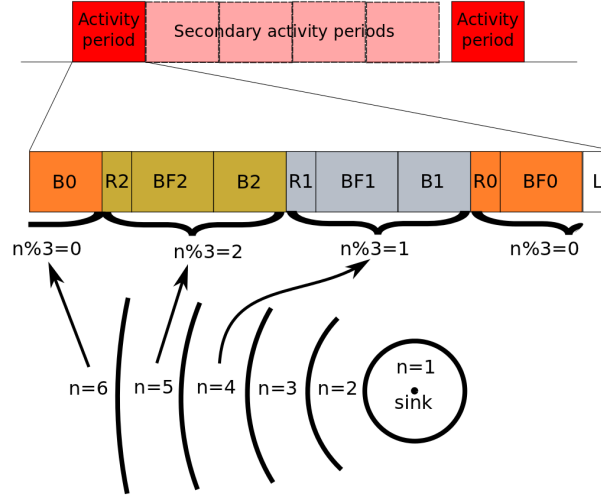 Activity
period
Secondary activity periods
Activity
period
B0 R2 BF2 B2 R1 BF1 B1 R0 BF0 L
n%3=0 n%3=2 n%3=1 n%3=0
n=6 n=5 n=4 n=3 n=2 n=1
sink